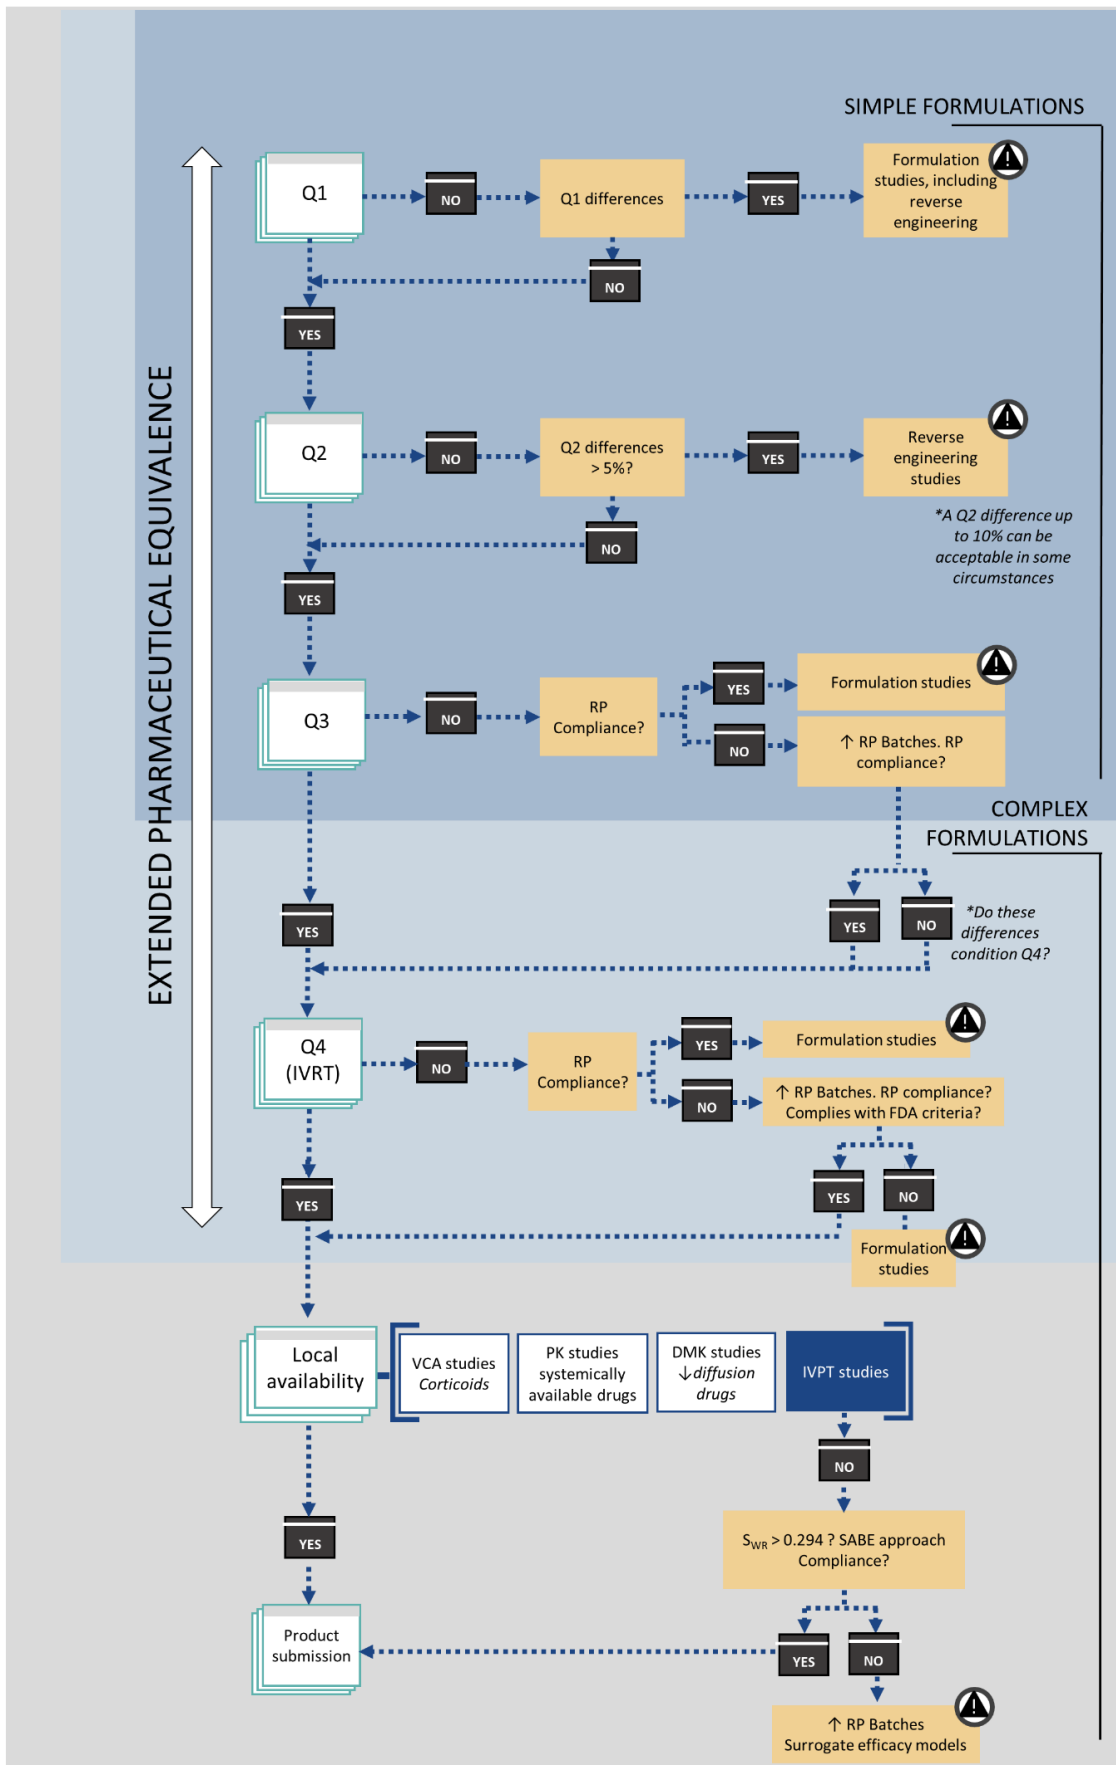 SIMPLE FORMULATIONS
EXTENDED PHARMACEUTICAL EQUIVALENCE
Q1
NO
Q1 differences
YES
Formulation
studies, including
reverse
engineering
NO
YES
Q2
NO
Q2 differences
> 5%?
YES
Reverse
engineering
studies
NO
*A Q2 difference up
to 10% can be
acceptable in some
circumstances
YES
Q3
NO
RP
Compliance?
YES
Formulation studies
NO
↑ RP Batches. RP
compliance?
COMPLEX
FORMULATIONS
YES
YES
NO
*Do these
differences
condition Q4?
Q4
(IVRT)
NO
RP
Compliance?
YES
Formulation studies
NO
↑ RP Batches. RP compliance?
Complies with FDA criteria?
YES
YES
NO
Formulation
studies
Local
availability
VCA studies
Corticoids
PK studies
systemically
available drugs
DMK studies
↓diffusion
drugs
IVPT studies
NO
YES
SWR > 0.294 ? SABE approach
Compliance?
Product
submission
YES
NO
↑ RP Batches
Surrogate efficacy models